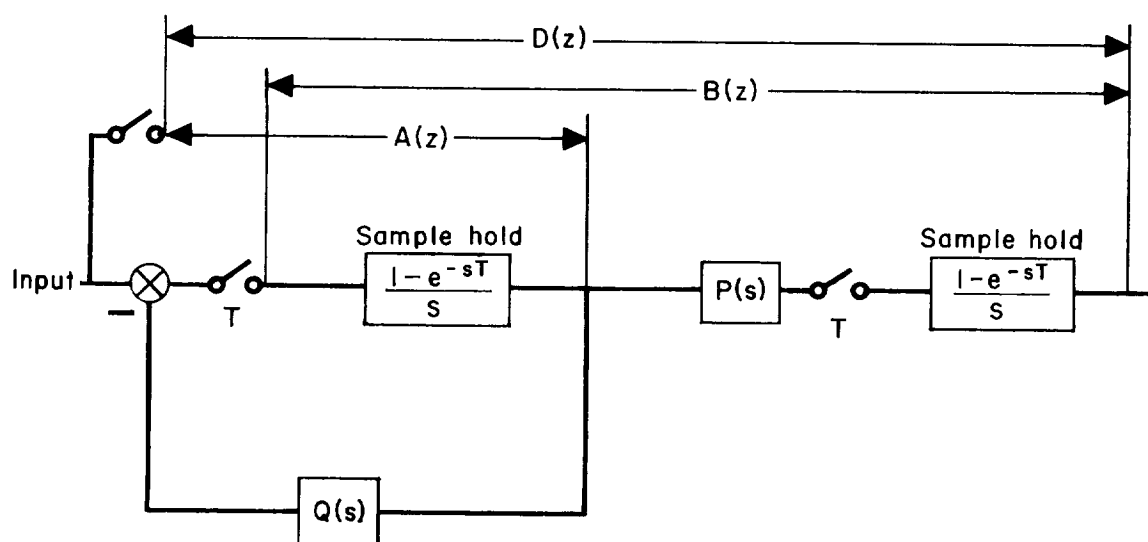 D(z)
B(z)
A(z)
Sample hold
Sample hold
Input
−
T
1-e^{-sT}
s
P(s)
T
1-e^{-sT}
s
Q(s)